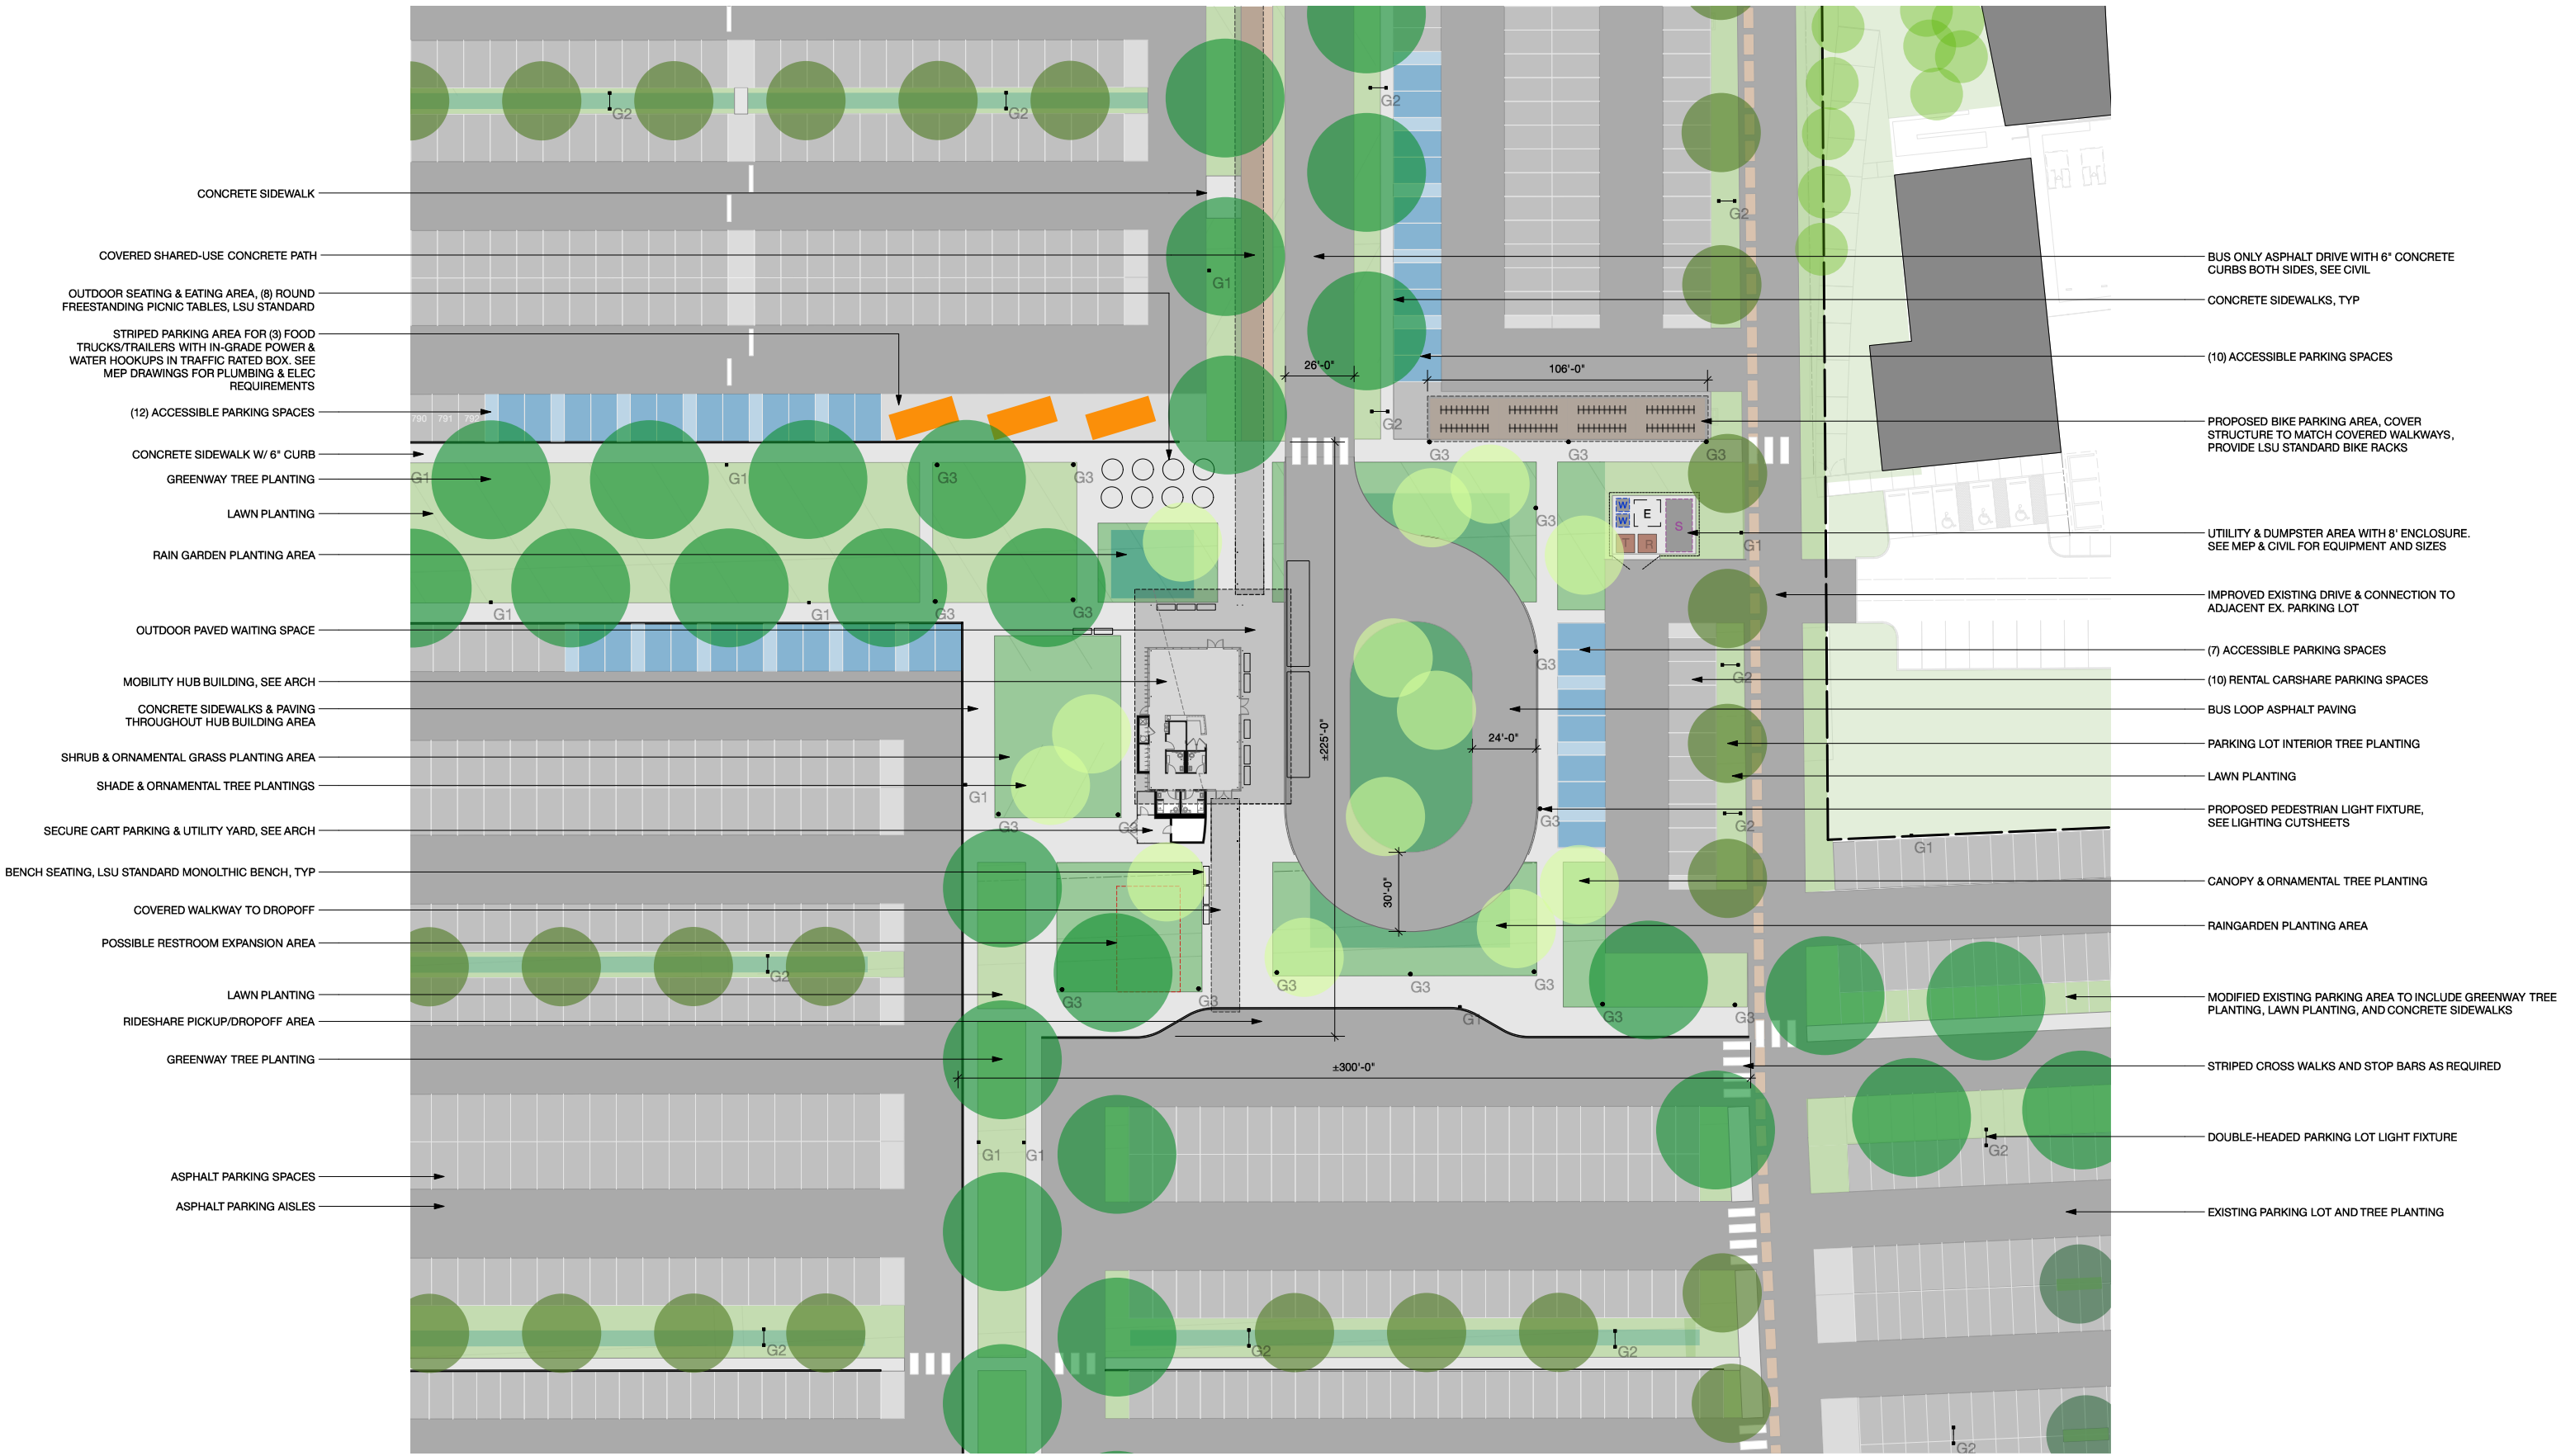 CONCRETE SIDEWALK
COVERED SHARED-USE CONCRETE PATH
OUTDOOR SEATING & EATING AREA, (8) ROUND
FREESTANDING PICNIC TABLES, LSU STANDARD
STRIPED PARKING AREA FOR (3) FOOD
TRUCKS/TRAILERS WITH IN-GRADE POWER &
WATER HOOKUPS IN TRAFFIC RATED BOX. SEE
MEP DRAWINGS FOR PLUMBING & ELEC
REQUIREMENTS
(12) ACCESSIBLE PARKING SPACES
CONCRETE SIDEWALK W/ 6" CURB
GREENWAY TREE PLANTING
LAWN PLANTING
RAIN GARDEN PLANTING AREA
OUTDOOR PAVED WAITING SPACE
MOBILITY HUB BUILDING, SEE ARCH
CONCRETE SIDEWALKS & PAVING
THROUGHOUT HUB BUILDING AREA
SHRUB & ORNAMENTAL GRASS PLANTING AREA
SHADE & ORNAMENTAL TREE PLANTINGS
SECURE CART PARKING & UTILITY YARD, SEE ARCH
BENCH SEATING, LSU STANDARD MONOLTHIC BENCH, TYP
COVERED WALKWAY TO DROPOFF
POSSIBLE RESTROOM EXPANSION AREA
LAWN PLANTING
RIDESHARE PICKUP/DROPOFF AREA
GREENWAY TREE PLANTING
ASPHALT PARKING SPACES
ASPHALT PARKING AISLES
G2
G2
G2
G2
G1
26'-0"
106'-0"
790
791
G2
G3
G3
G3
G1
G1
G3
G3
G3
W
W
E
S
T
R
G1
G1
G1
G3
G3
G3
G2
±225'-0"
24'-0"
G1
G3
G3
G3
G2
G1
30'-0"
G2
G3
G3
G3
G3
G3
G1
G3
G3
±300'-0"
G1
G1
G2
G2
G2
G2
G2
BUS ONLY ASPHALT DRIVE WITH 6" CONCRETE
CURBS BOTH SIDES, SEE CIVIL
CONCRETE SIDEWALKS, TYP
(10) ACCESSIBLE PARKING SPACES
PROPOSED BIKE PARKING AREA, COVER
STRUCTURE TO MATCH COVERED WALKWAYS,
PROVIDE LSU STANDARD BIKE RACKS
UTIILITY & DUMPSTER AREA WITH 8' ENCLOSURE.
SEE MEP & CIVIL FOR EQUIPMENT AND SIZES
IMPROVED EXISTING DRIVE & CONNECTION TO
ADJACENT EX. PARKING LOT
(7) ACCESSIBLE PARKING SPACES
(10) RENTAL CARSHARE PARKING SPACES
BUS LOOP ASPHALT PAVING
PARKING LOT INTERIOR TREE PLANTING
LAWN PLANTING
PROPOSED PEDESTRIAN LIGHT FIXTURE,
SEE LIGHTING CUTSHEETS
CANOPY & ORNAMENTAL TREE PLANTING
RAINGARDEN PLANTING AREA
MODIFIED EXISTING PARKING AREA TO INCLUDE GREENWAY TREE
PLANTING, LAWN PLANTING, AND CONCRETE SIDEWALKS
STRIPED CROSS WALKS AND STOP BARS AS REQUIRED
DOUBLE-HEADED PARKING LOT LIGHT FIXTURE
EXISTING PARKING LOT AND TREE PLANTING